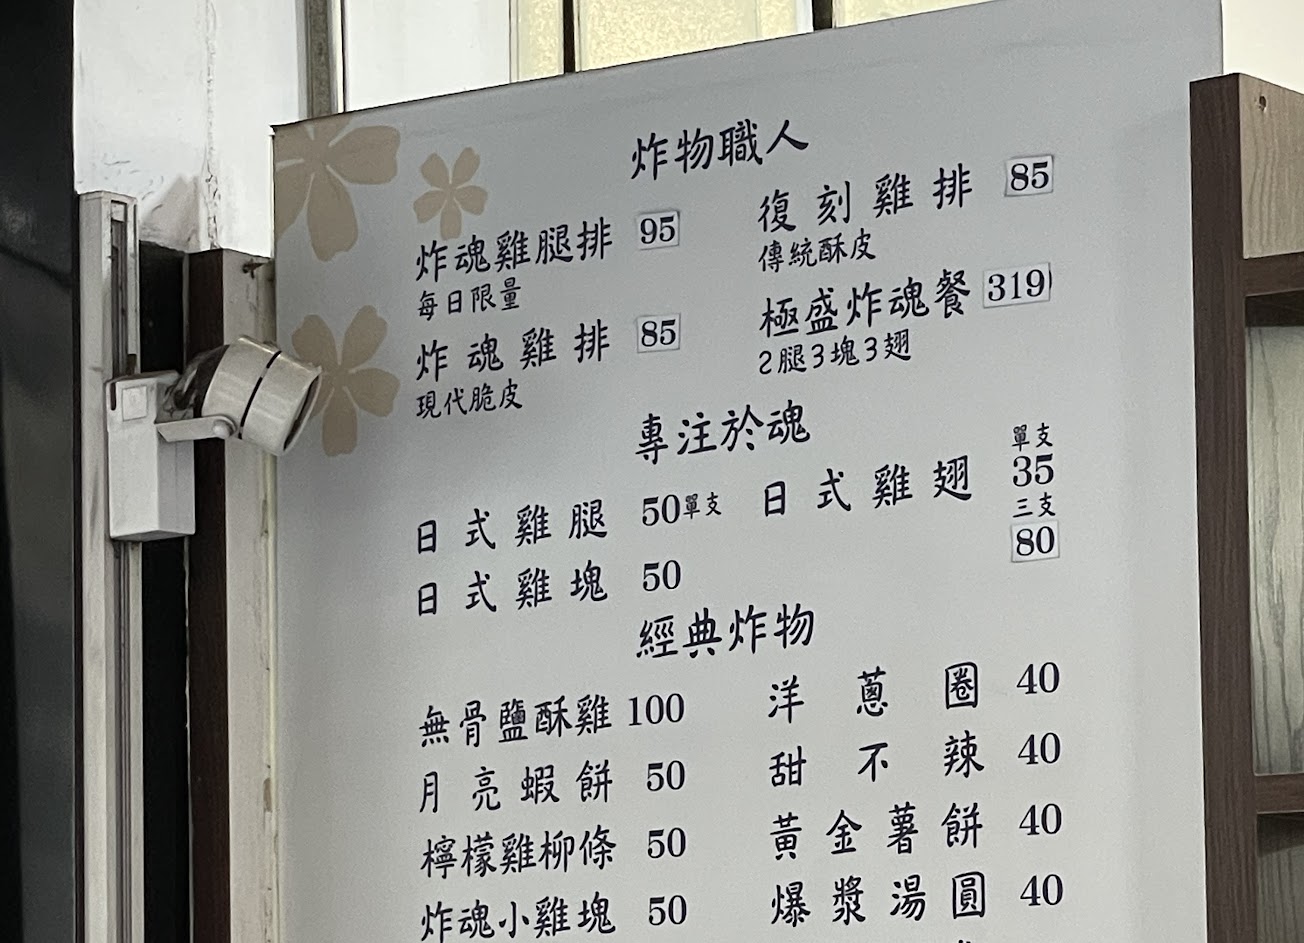 炸物職人
炸魂雞腿排 95
每日限量
復刻雞排 85
傳統酥皮
炸魂雞排 85
現代脆皮
極盛炸魂餐 319
2腿3塊3翅
專注於魂
日式雞腿 50單支
日式雞翅
單支
35
三支
80
日式雞塊 50
經典炸物
無骨鹽酥雞 100
洋蔥圈 40
月亮蝦餅 50
甜不辣 40
檸檬雞柳條 50
黃金薯餅 40
炸魂小雞塊 50
爆漿湯圓 40